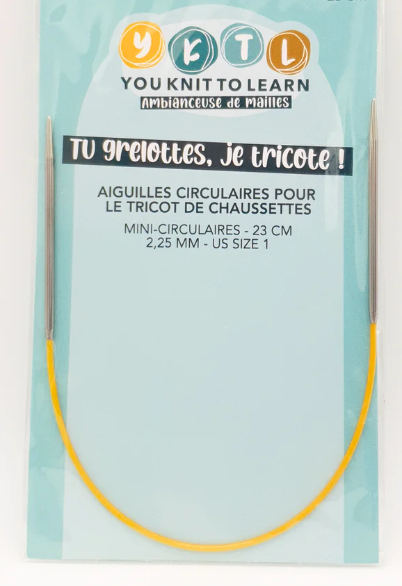 Y K T L
YOU KNIT TO LEARN
Ambianceuse de mailles
TU grelottes, je tricote !
AIGUILLES CIRCULAIRES POUR
LE TRICOT DE CHAUSSETTES
MINI-CIRCULAIRES - 23 CM
2,25 MM - US SIZE 1